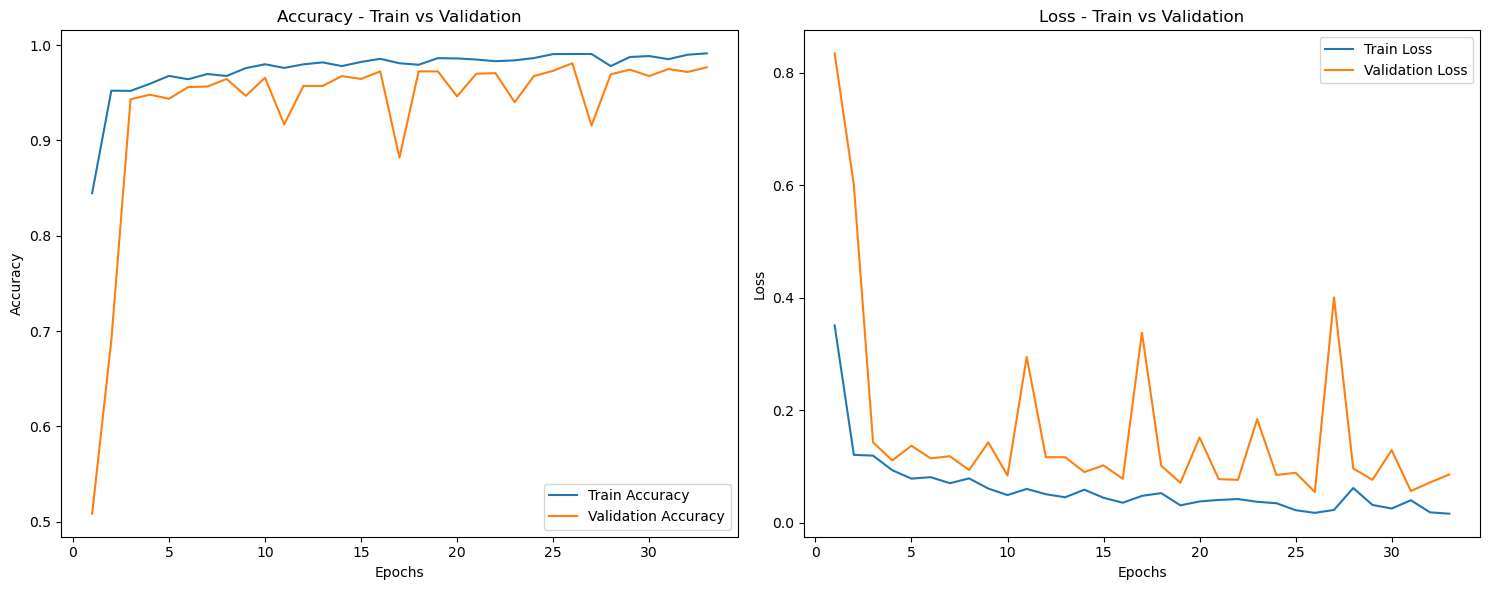 Accuracy - Train vs Validation
1.0
0.9
0.8
0.7
0.6
0.5
Accuracy
Train Accuracy
Validation Accuracy
0 5 10 15 20 25 30
Epochs
Loss - Train vs Validation
Train Loss
Validation Loss
0.8
0.6
0.4
0.2
0.0
Loss
0 5 10 15 20 25 30
Epochs